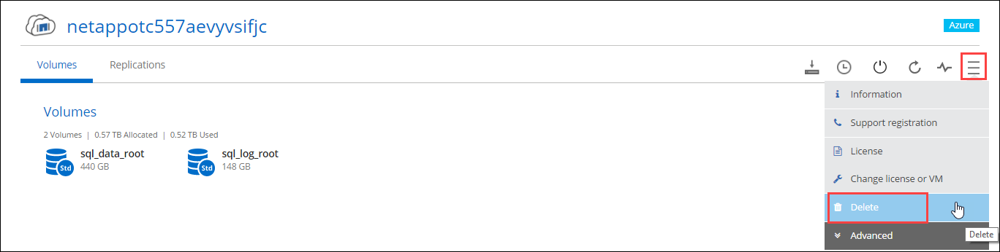 netappotc557aevyvsifjc
Azure
Volumes Replications
Information
Volumes
Support registration
2 Volumes | 0.57 TB Allocated | 0.52 TB Used
sql_data_root sql_log_root
License
440 GB 148 GB
Std Std
Change license or VM
Delete
Advanced
Delete